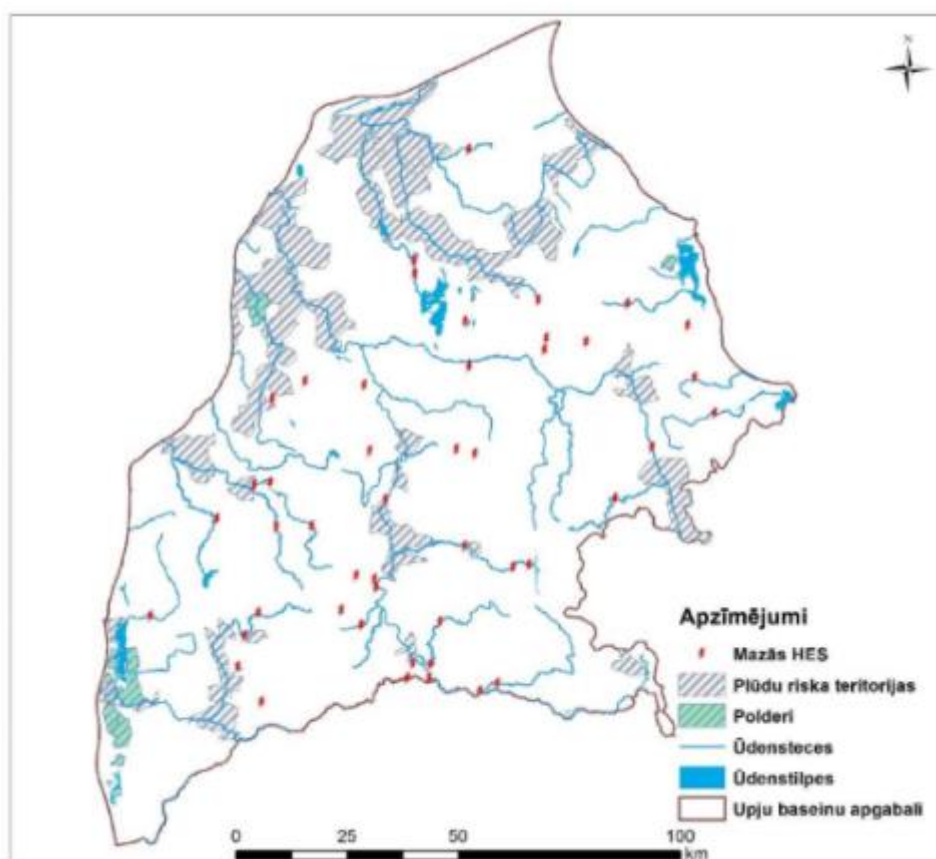 N
Apzīmējumi
Mazās HES
Plūdu riska teritorijas
Polderi
Ūdensteces
Ūdenstilpes
Upju baseinu apgabali
0 25 50 100
km